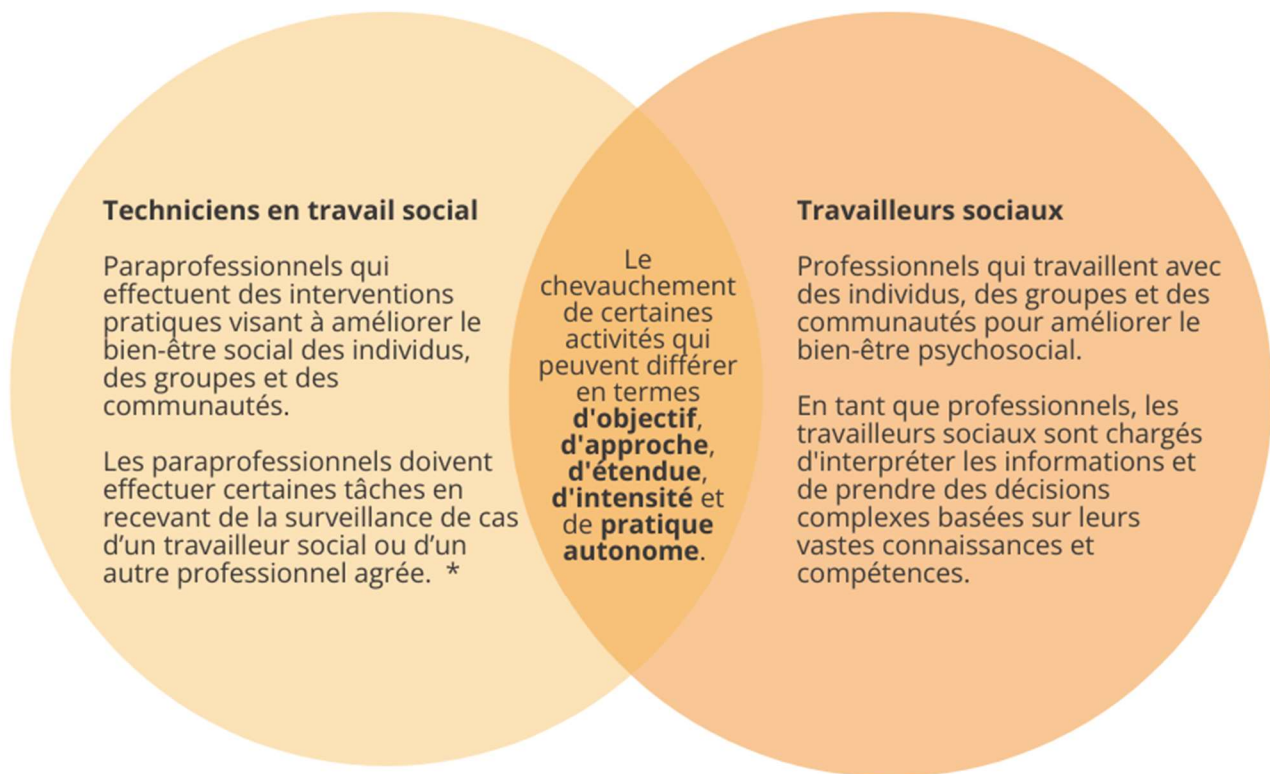 Techniciens en travail social
Paraprofessionnels qui
effectuent des interventions
pratiques visant à améliorer le
bien-être social des individus,
des groupes et des
communautés.
Les paraprofessionnels doivent
effectuer certaines tâches en
recevant de la surveillance de cas
d’un travailleur social ou d’un
autre professionnel agrée. *
Le
chevauchement
de certaines
activités qui
peuvent différer
en termes
d'objectif,
d'approche,
d'étendue,
d'intensité et
de pratique
autonome.
Travailleurs sociaux
Professionnels qui travaillent avec
des individus, des groupes et des
communautés pour améliorer le
bien-être psychosocial.
En tant que professionnels, les
travailleurs sociaux sont chargés
d'interpréter les informations et
de prendre des décisions
complexes basées sur leurs
vastes connaissances et
compétences.